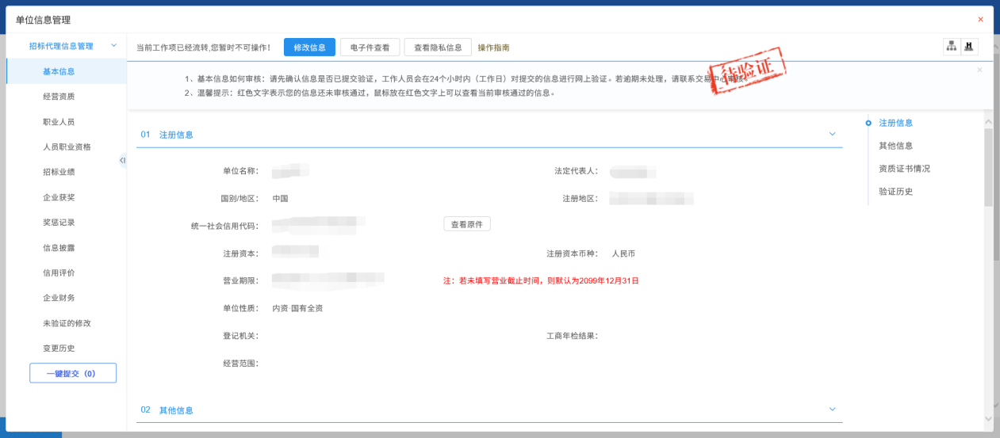 单位信息管理
招标代理信息管理
基本信息
经营资质
职业人员
人员职业资格
招标业绩
企业获奖
奖惩记录
信息披露
信用评价
企业财务
未验证的修改
变更历史
一键提交（0）
当前工作项已经流转,您暂时不可操作！ 修改信息 电子件查看 查看隐私信息 操作指南
1、基本信息如何审核：请先确认信息是否已提交验证，工作人员会在24个小时内（工作日）对提交的信息进行网上验证。若逾期未处理，请联系交易中心审核。
2、温馨提示：红色文字表示您的信息还未审核通过，鼠标放在红色文字上可以查看当前审核通过的信息。
待验证
01 注册信息
单位名称： 法定代表人：
国别/地区： 中国 注册地区：
统一社会信用代码： 查看原件
注册资本： 注册资本币种： 人民币
营业期限： 注：若未填写营业截止时间，则默认为2099年12月31日
单位性质： 内资·国有全资
登记机关： 工商年检结果：
经营范围：
02 其他信息
注册信息
其他信息
资质证书情况
验证历史